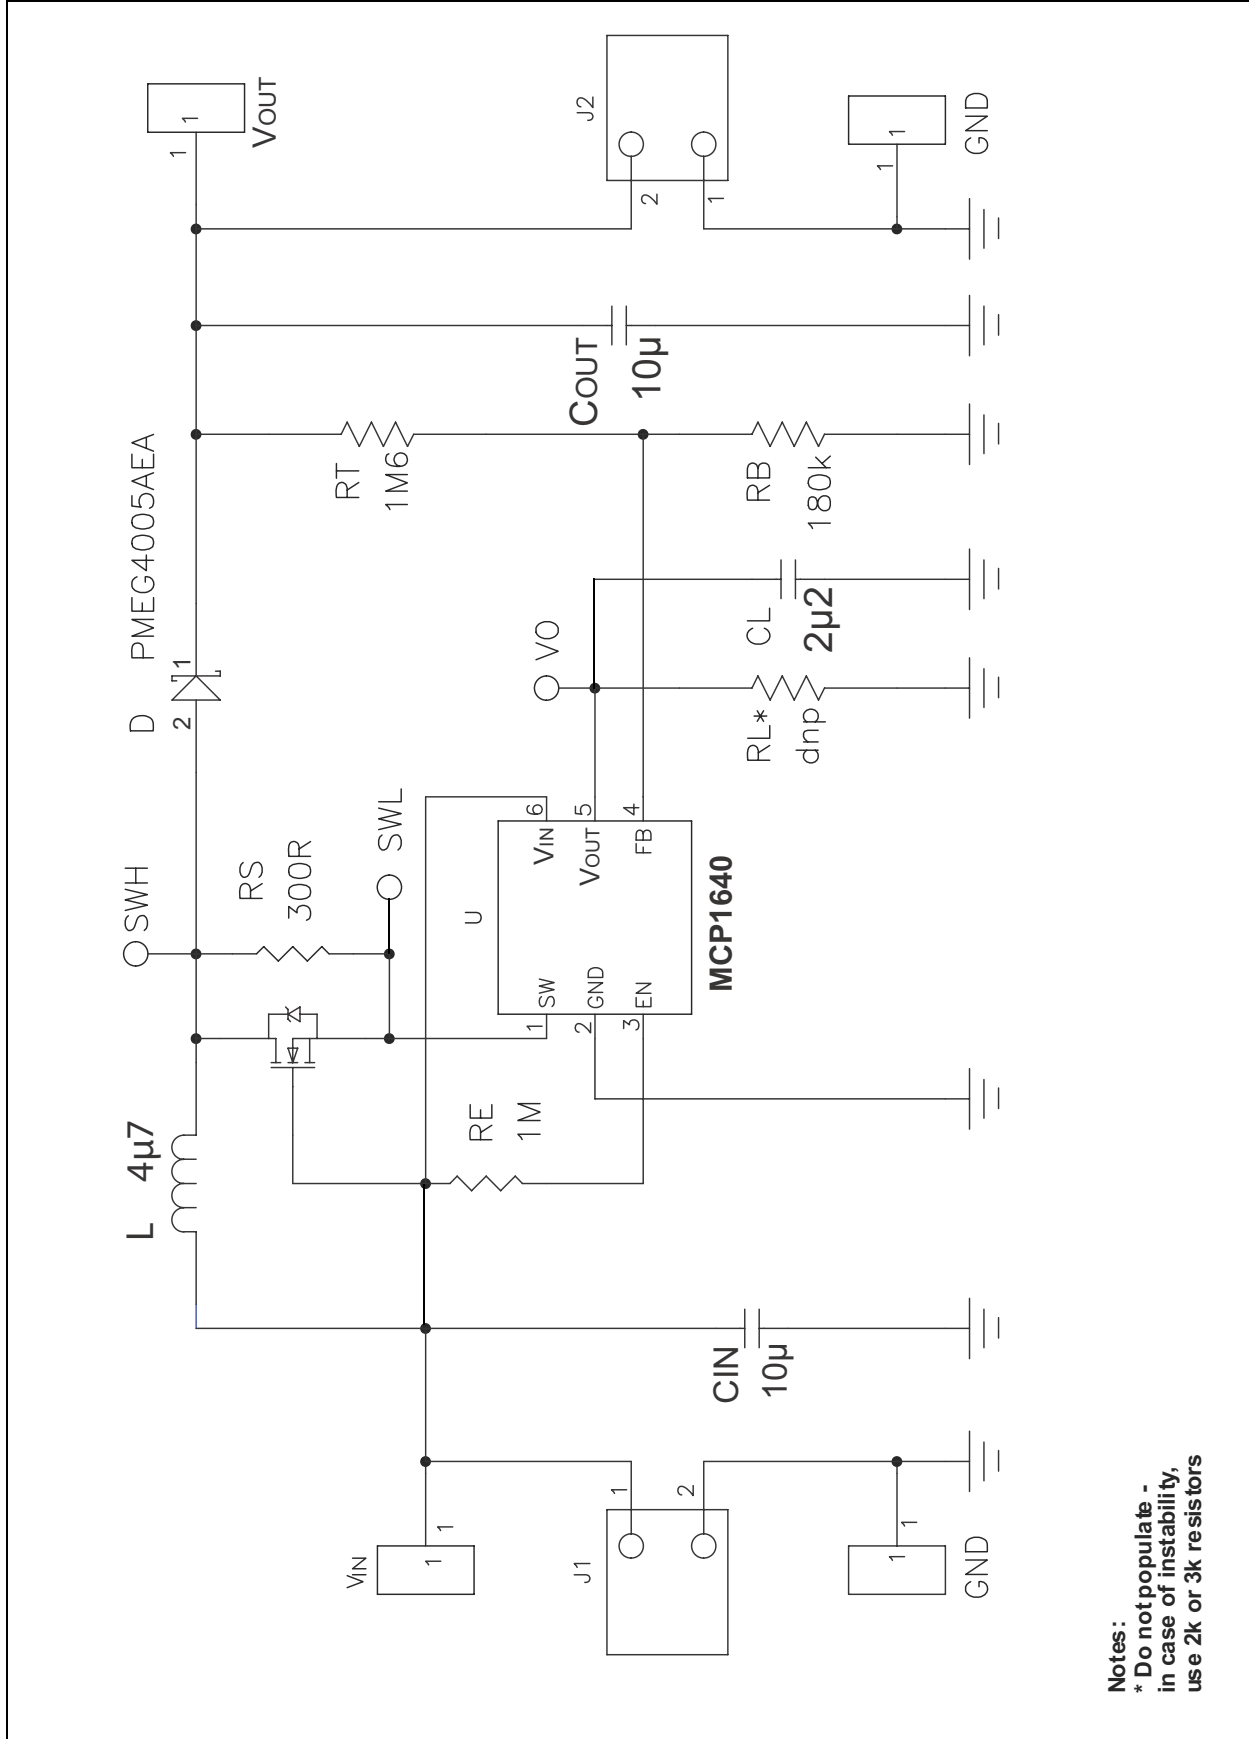 L 4µ7
SWH
D PMEG4005AEA
2
1
1
1
VOUT
RS
300R
SWL
RT
1M6
COUT
10µ
J2
2
1
VIN
1
1
RE
1M
U
1
SW
2
GND
3
EN
VIN
6
VOUT
5
FB
4
MCP1640
VO
RL*
dnp
CL
2µ2
RB
180k
J1
1
2
CIN
10µ
1
1
GND
1
1
GND
Notes:
* Do not populate -
in case of instability,
use 2k or 3k resistors